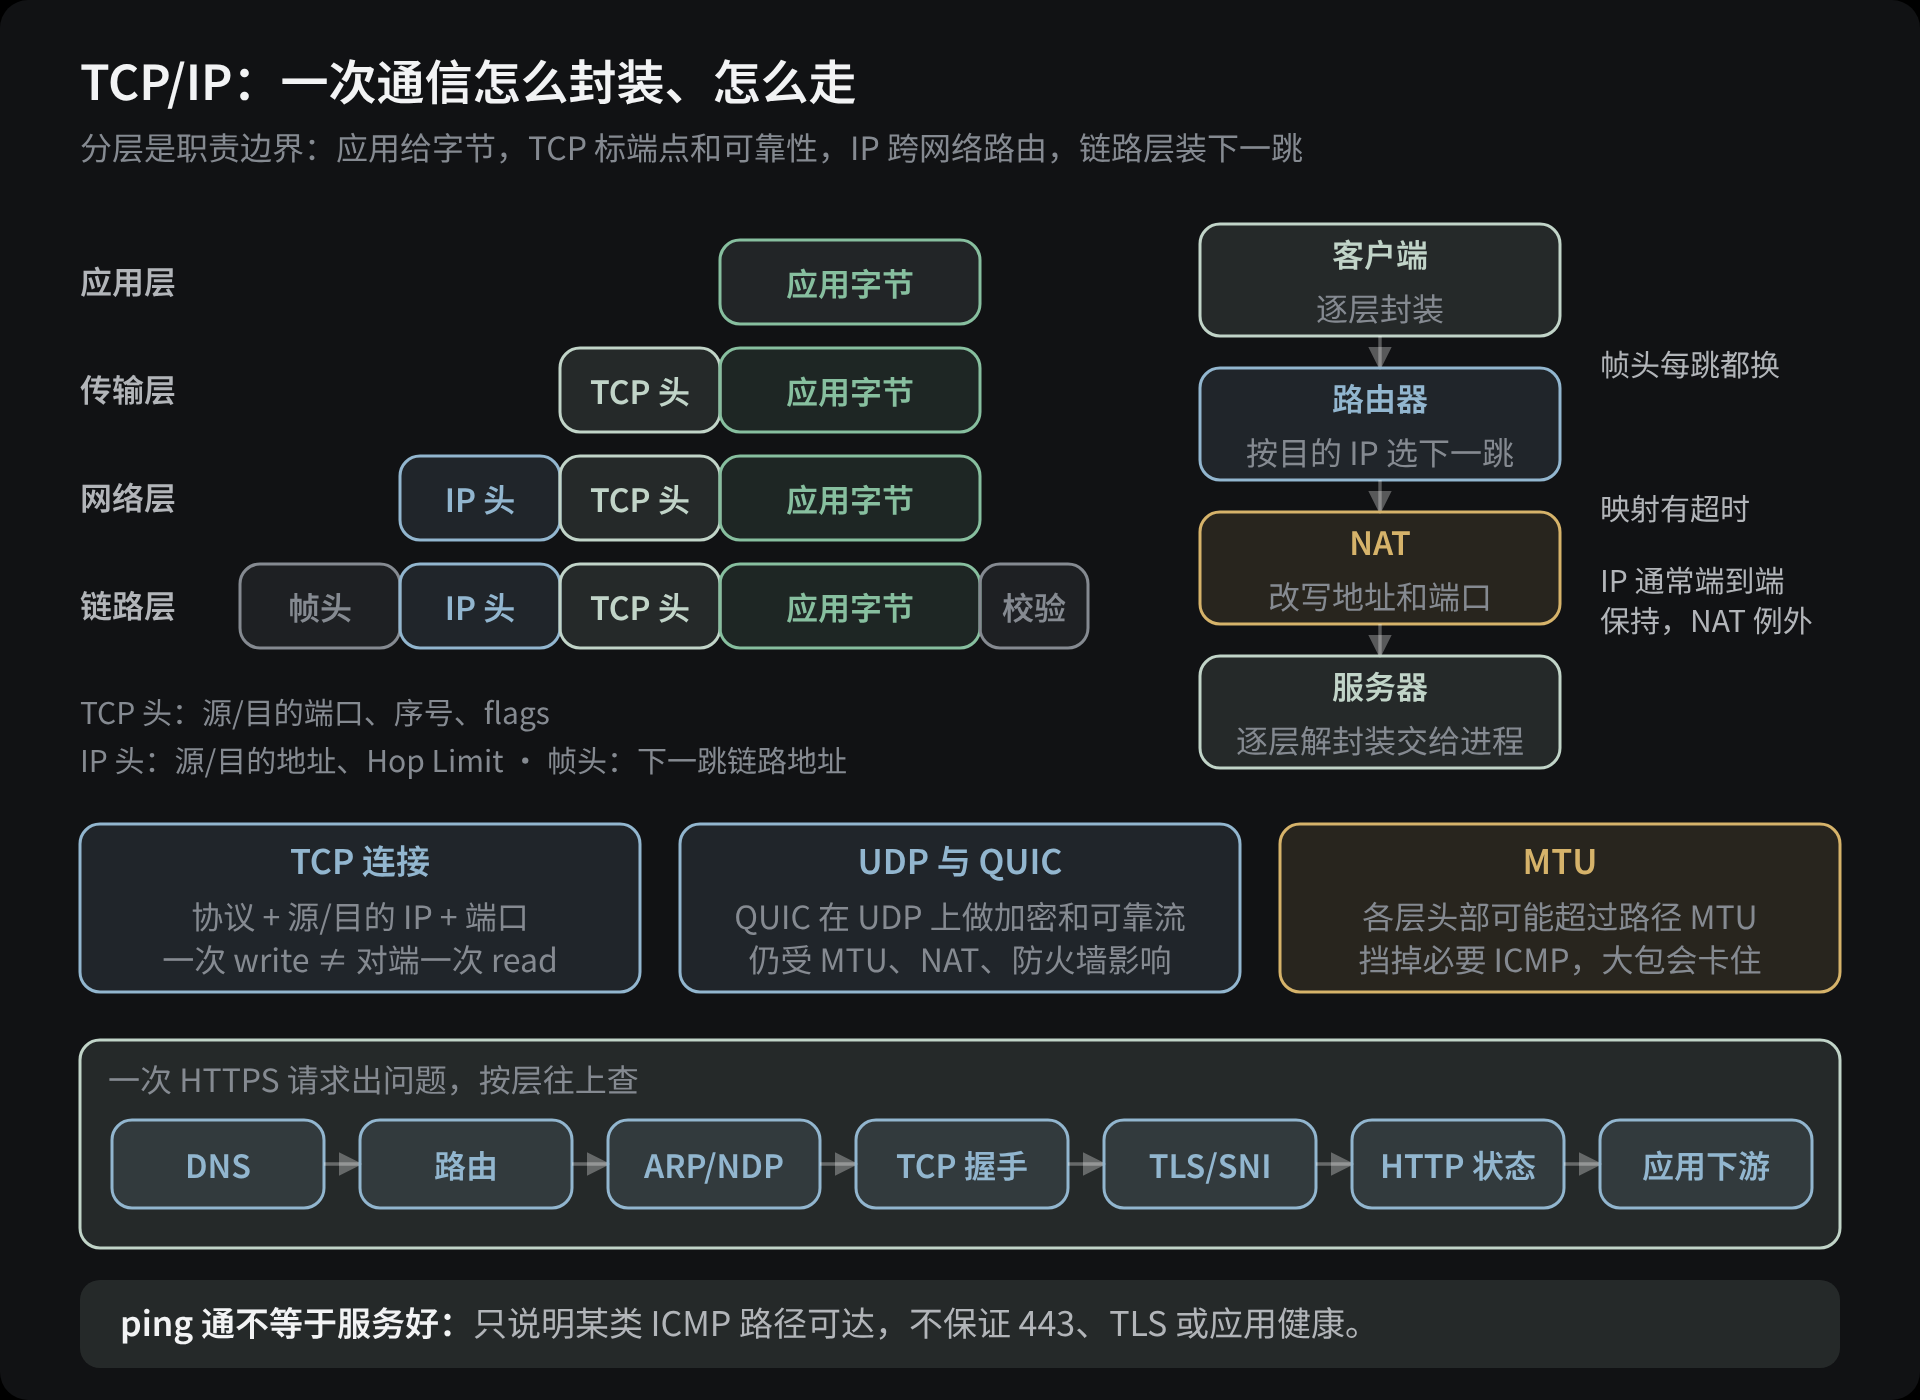 TCP/IP：一次通信怎么封装、怎么走
分层是职责边界：应用给字节，TCP 标端点和可靠性，IP 跨网络路由，链路层装下一跳
应用层
应用字节
传输层
TCP 头
应用字节
网络层
IP 头
TCP 头
应用字节
链路层
帧头
IP 头
TCP 头
应用字节
校验
TCP 头：源/目的端口、序号、flags
IP 头：源/目的地址、Hop Limit · 帧头：下一跳链路地址
客户端
逐层封装
帧头每跳都换
路由器
按目的 IP 选下一跳
映射有超时
NAT
改写地址和端口
IP 通常端到端
保持，NAT 例外
服务器
逐层解封装交给进程
TCP 连接
协议 + 源/目的 IP + 端口
一次 write ≠ 对端一次 read
UDP 与 QUIC
QUIC 在 UDP 上做加密和可靠流
仍受 MTU、NAT、防火墙影响
MTU
各层头部可能超过路径 MTU
挡掉必要 ICMP，大包会卡住
一次 HTTPS 请求出问题，按层往上查
DNS
路由
ARP/NDP
TCP 握手
TLS/SNI
HTTP 状态
应用下游
ping 通不等于服务好：只说明某类 ICMP 路径可达，不保证 443、TLS 或应用健康。